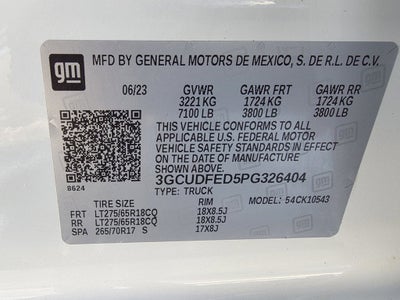 gm MFD BY GENERAL MOTORS DE MEXICO, S. DE R.L. DE C.V.
06/23 GVWR GAWR FRT GAWR RR
3221 KG 1724 KG 1724 KG
7100 LB 3800 LB 3800 LB
THIS VEHICLE CONFORMS TO ALL APPLICABLE
U.S. FEDERAL MOTOR
VEHICLE SAFETY STANDARDS IN EFFECT
ON THE DATE OF MANUFACTURE
SHOWN ABOVE.
8624 3GCUDFED5PG326404
TYPE: TRUCK MODEL: 54CK10543
TIRE SIZE RIM
FRT LT275/65R18CQ 18X8.5J
RR LT275/65R18CQ 18X8.5J
SPA 265/70R17 S 17X8J